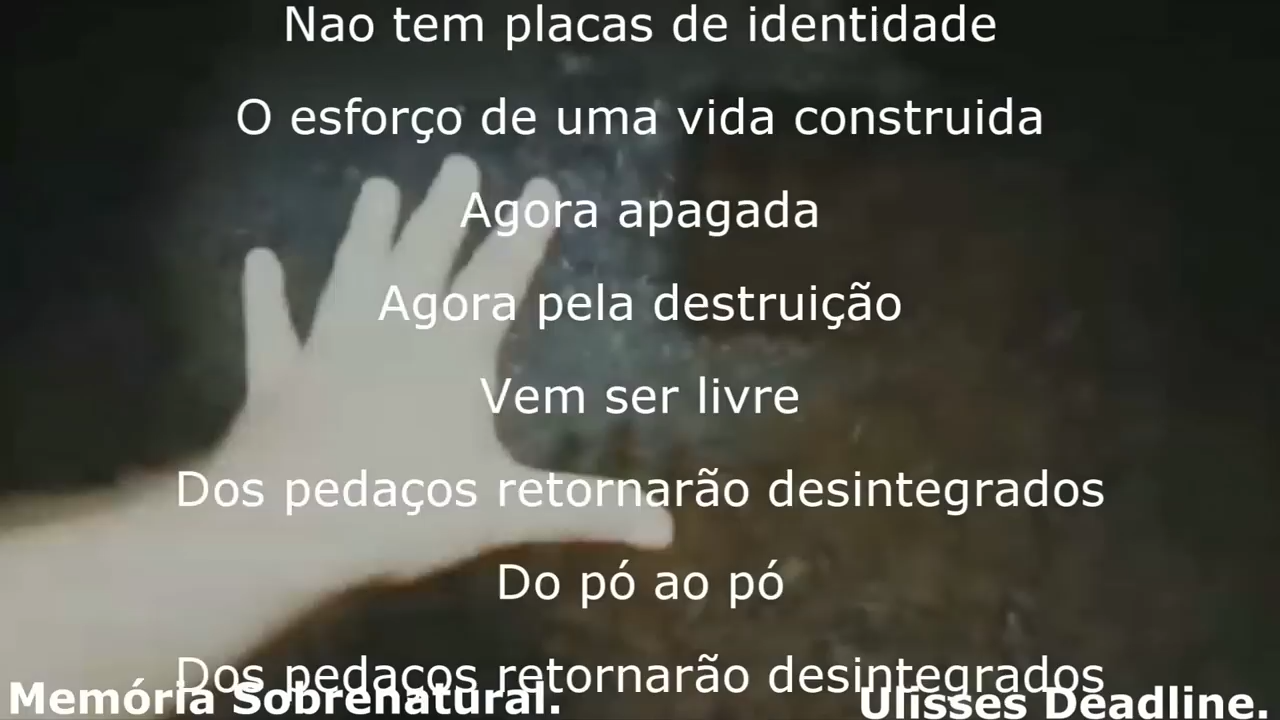 Nao tem placas de identidade
O esforço de uma vida construida
Agora apagada
Agora pela destruição
Vem ser livre
Dos pedaços retornarão desintegrados
Do pó ao pó
Dos pedaços retornarão desintegrados
Memória Sobrenatural.
Ulisses Deadline.